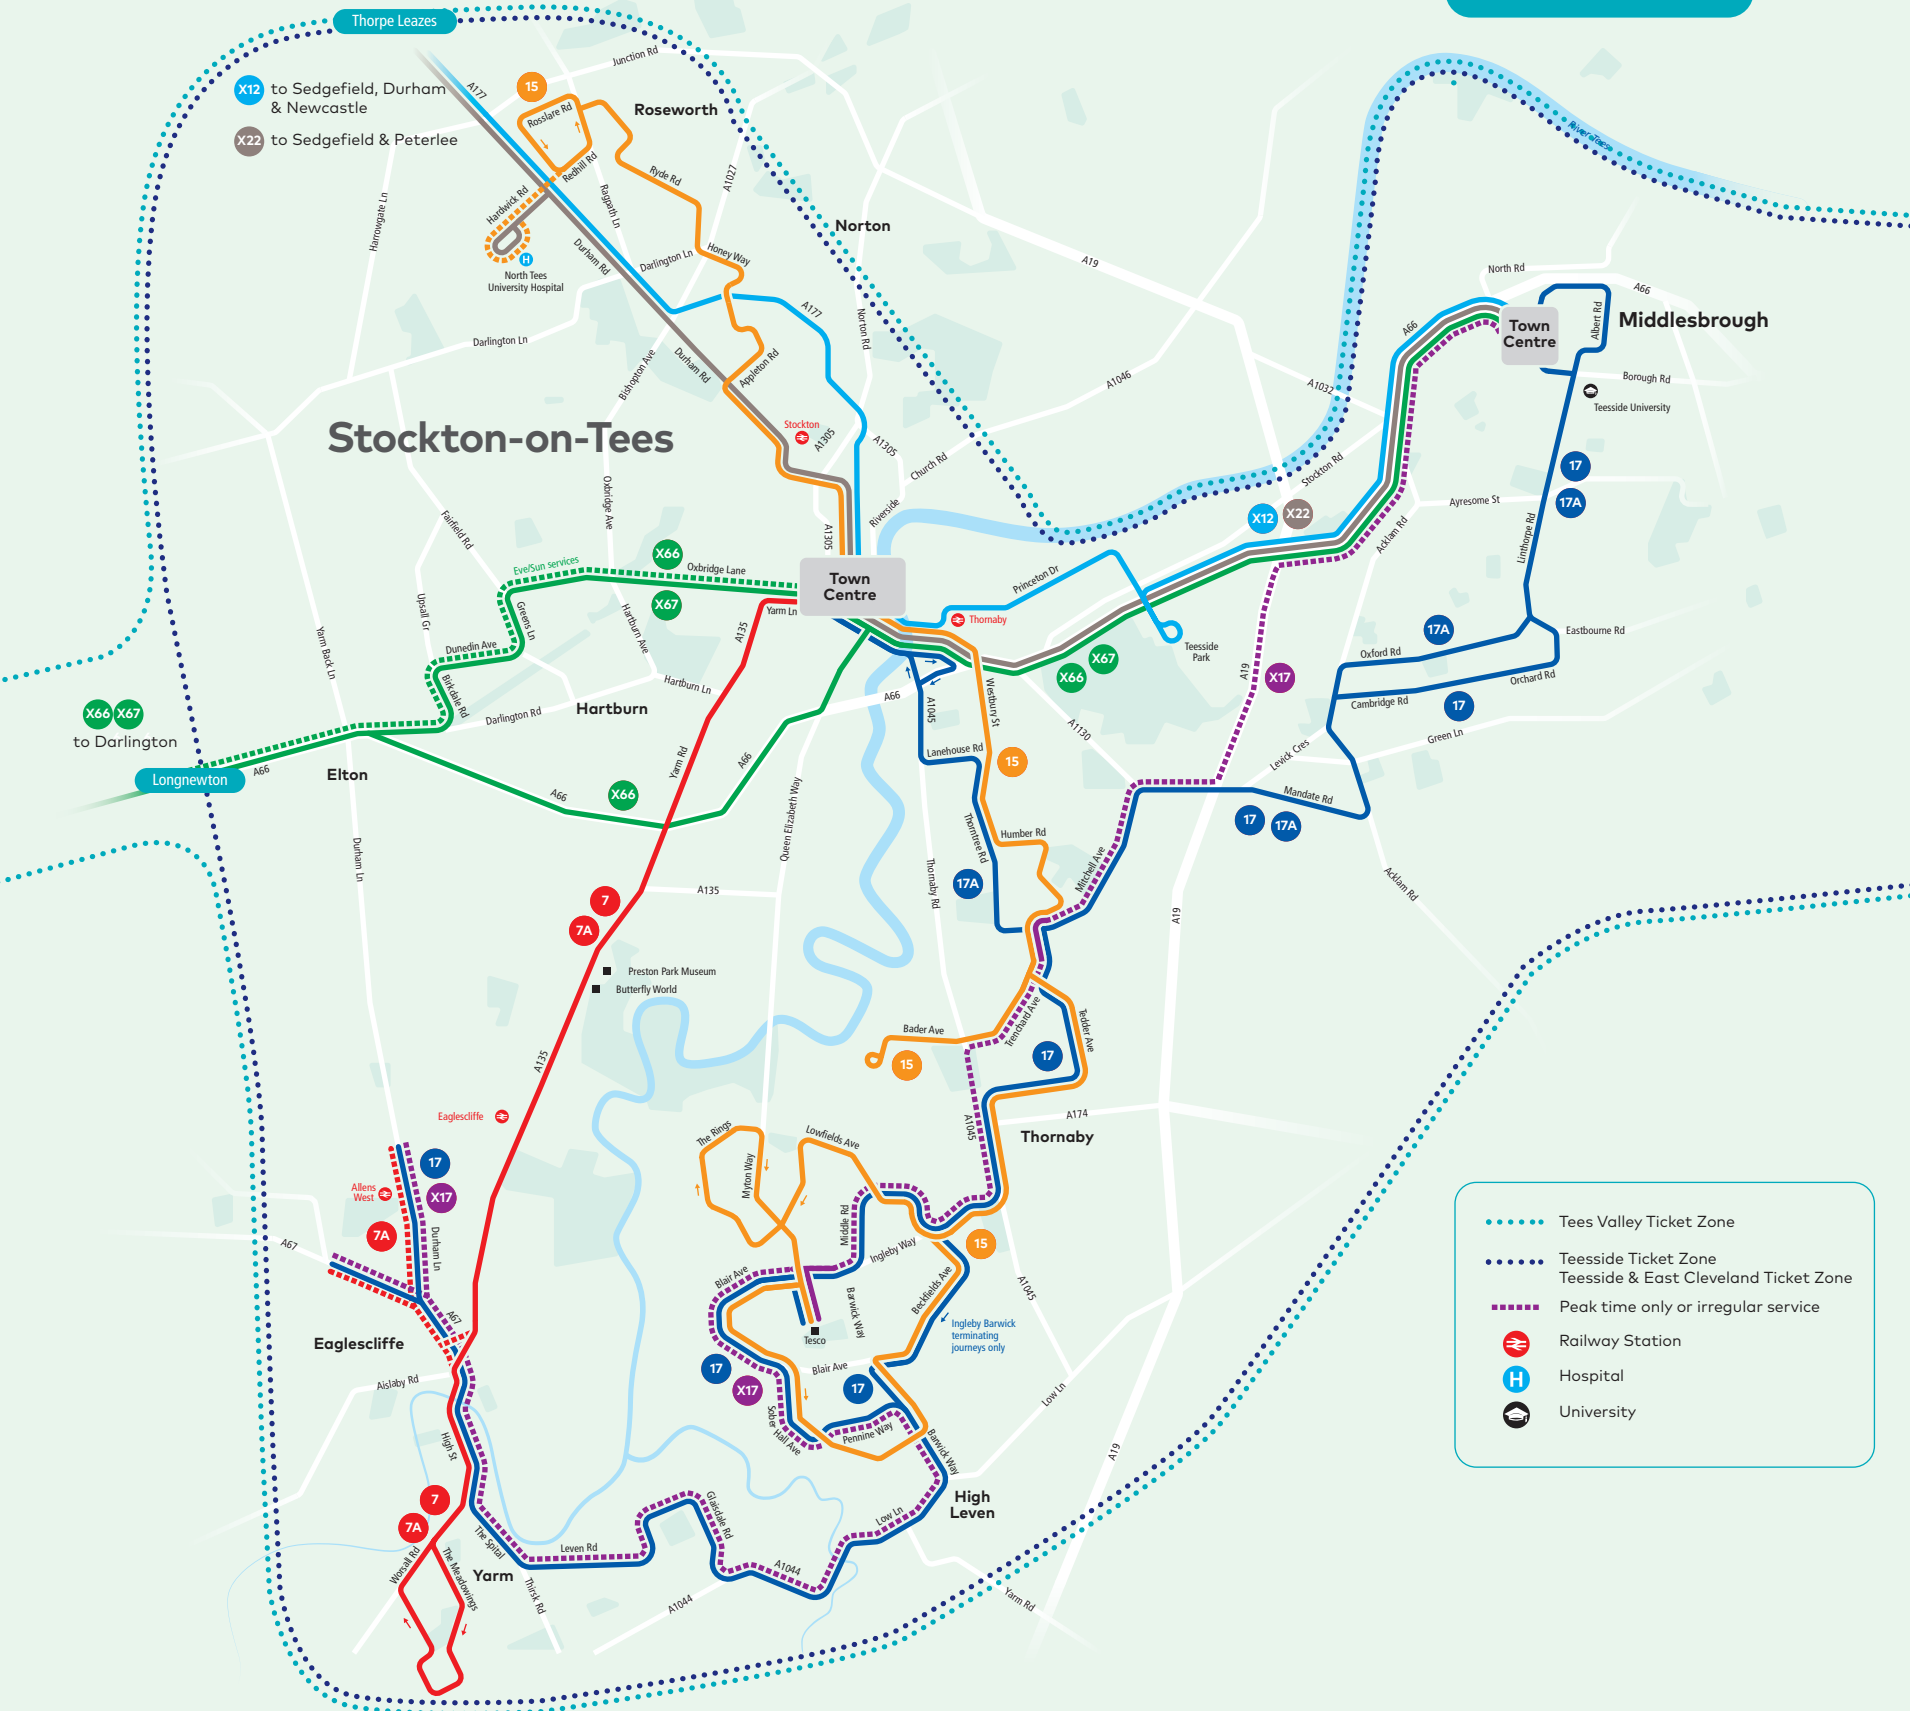 Thorpe Leazes
X12 to Sedgefield, Durham
& Newcastle
X22 to Sedgefield & Peterlee
A177
15
Junction Rd
Rosslare Rd
Roseworth
Redhill Rd
Hardwick Rd
Ragpath Ln
Ryde Rd
A1027
Harrowgate Ln
H
North Tees
University Hospital
Durham Rd
Darlington Ln
Honey Way
Norton
A177
Norton Rd
Darlington Ln
Bishopton Ave
Durham Rd
Appleton Rd
A19
A1046
A1032
River Tees
North Rd
A66
Albert Rd
Town
Centre
Middlesbrough
A66
Borough Rd
Teesside University
Stockton-on-Tees
Stockton
A1305
A1305
Church Rd
Stockton Rd
17
17A
Ayresome St
Oxbridge Ave
Fairfield Rd
Riverside
A1305
X12
X22
Acklam Rd
Linthorpe Rd
Eve/Sun services
X66
Oxbridge Lane
X67
Town
Centre
Yarm Ln
Princeton Dr
Thornaby
Greens Ln
Upsall Gr
Hartburn Ave
A135
Yarm Back Ln
Dunedin Ave
Birkdale Rd
Hartburn Ln
Teesside
Park
X67
X66
A19
X17
17A
Oxford Rd
Eastbourne Rd
Orchard Rd
Cambridge Rd
17
Green Ln
X66 X67
to Darlington
Hartburn
Darlington Rd
A66
A1045
Westbury St
A1130
Levick Cres
Longnewton
A66
Elton
A66
X66
Yarm Rd
A66
Lanehouse Rd
15
Mandate Rd
17
17A
Queen Elizabeth Way
Durham Ln
Thorntree Rd
Humber Rd
Thornaby Rd
17A
Mitchell Ave
Acklam Rd
A135
7
7A
A19
Preston Park Museum
Butterfly World
Bader Ave
15
Trenchard Ave
Tedder Ave
17
A135
Eaglescliffe
A1045
A174
Thornaby
The Rings
Myton Way
Lowfields Ave
17
X17
Allens
West
7A
Durham Ln
A67
Middle Rd
Ingleby Way
15
Blair Ave
Barwick Way
Beckfields Ave
A1045
Tesco
Ingleby Barwick
terminating
journeys only
A67
Eaglescliffe
Aislaby Rd
Blair Ave
17
17
X17
Sober Hall Ave
Pennine Way
Barwick Way
Low Ln
A19
High St
High
Leven
Low Ln
7
7A
Glaisdale Rd
The Spital
Leven Rd
Worsall Rd
The Meadowings
Yarm
Thirsk Rd
A1044
A1044
Yarm Rd
Tees Valley Ticket Zone
Teesside Ticket Zone
Teesside & East Cleveland Ticket Zone
Peak time only or irregular service
Railway Station
H Hospital
University